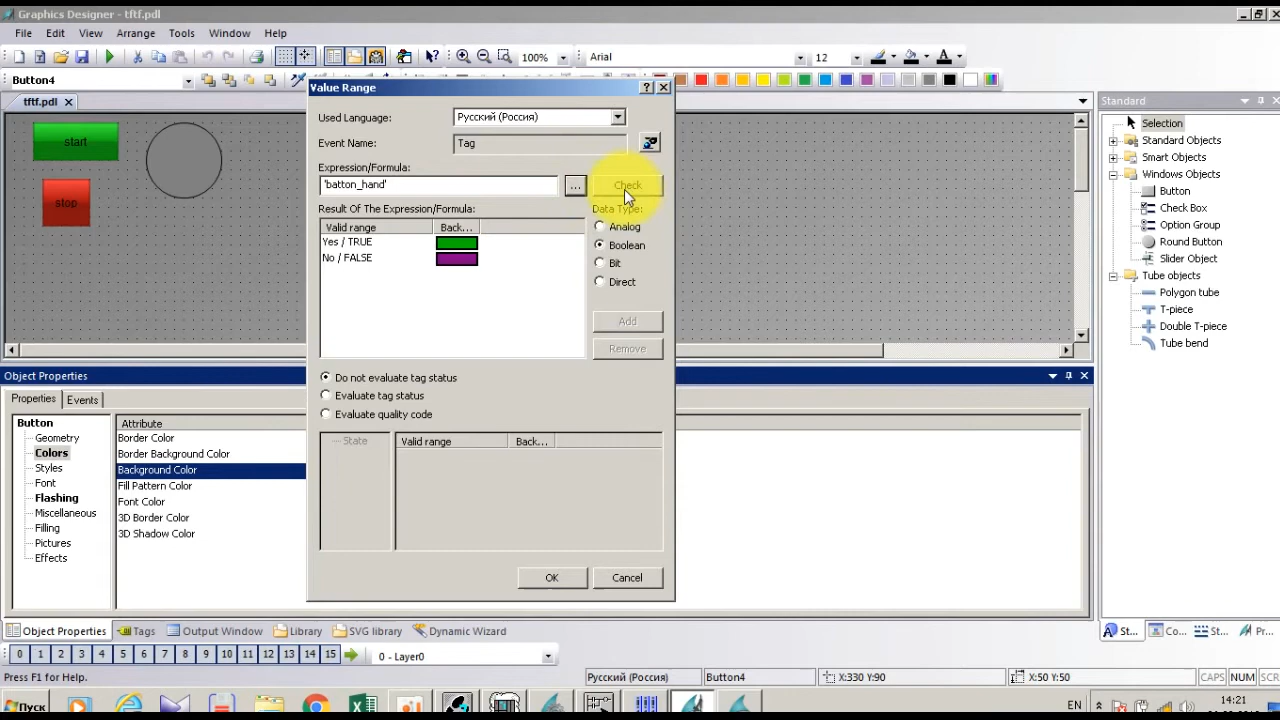 Graphics Designer - tftf.pdl
File Edit View Arrange Tools Window Help
100% Arial 12
Button4
tftf.pdl
start
stop
Value Range
Used Language: Русский (Россия)
Event Name: Tag
Expression/Formula:
'batton_hand' ... Check
Result Of The Expression/Formula: Data Type:
Valid range Back...
Yes / TRUE
No / FALSE
Analog
Boolean
Bit
Direct
Add
Remove
Do not evaluate tag status
Evaluate tag status
Evaluate quality code
State Valid range Back...
OK Cancel
Standard
Selection
Standard Objects
Smart Objects
Windows Objects
Button
Check Box
Option Group
Round Button
Slider Object
Tube objects
Polygon tube
T-piece
Double T-piece
Tube bend
Object Properties
Properties Events
Button
Geometry
Colors
Styles
Font
Flashing
Miscellaneous
Filling
Pictures
Effects
Attribute
Border Color
Border Background Color
Background Color
Fill Pattern Color
Font Color
3D Border Color
3D Shadow Color
Object Properties Tags Output Window Library SVG library Dynamic Wizard
St... Co... St... Pr...
0 1 2 3 4 5 6 7 8 9 10 11 12 13 14 15 0 - Layer0
Press F1 for Help. Русский (Россия) Button4 X:330 Y:90 X:50 Y:50 CAPS NUM SCR
Пуск EN 14:21